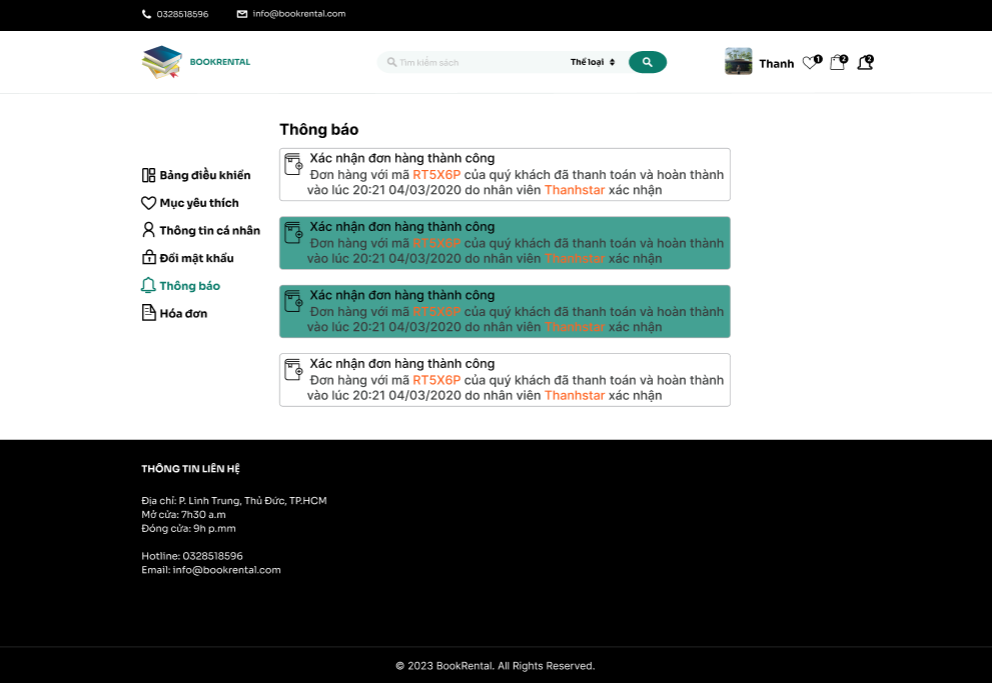 0328518596 info@bookrental.com
BOOKRENTAL
Tìm kiếm sách
Thể loại
Thanh
1
2
2
Thông báo
Bảng điều khiển
Mục yêu thích
Thông tin cá nhân
Đổi mật khẩu
Thông báo
Hóa đơn
Xác nhận đơn hàng thành công
Đơn hàng với mã RT5X6P của quý khách đã thanh toán và hoàn thành
vào lúc 20:21 04/03/2020 do nhân viên Thanhstar xác nhận
Xác nhận đơn hàng thành công
Đơn hàng với mã RT5X6P của quý khách đã thanh toán và hoàn thành
vào lúc 20:21 04/03/2020 do nhân viên Thanhstar xác nhận
Xác nhận đơn hàng thành công
Đơn hàng với mã RT5X6P của quý khách đã thanh toán và hoàn thành
vào lúc 20:21 04/03/2020 do nhân viên Thanhstar xác nhận
Xác nhận đơn hàng thành công
Đơn hàng với mã RT5X6P của quý khách đã thanh toán và hoàn thành
vào lúc 20:21 04/03/2020 do nhân viên Thanhstar xác nhận
THÔNG TIN LIÊN HỆ
Địa chỉ: P. Linh Trung, Thủ Đức, TP.HCM
Mở cửa: 7h30 a.m
Đóng cửa: 9h p.mm
Hotline: 0328518596
Email: info@bookrental.com
© 2023 BookRental. All Rights Reserved.